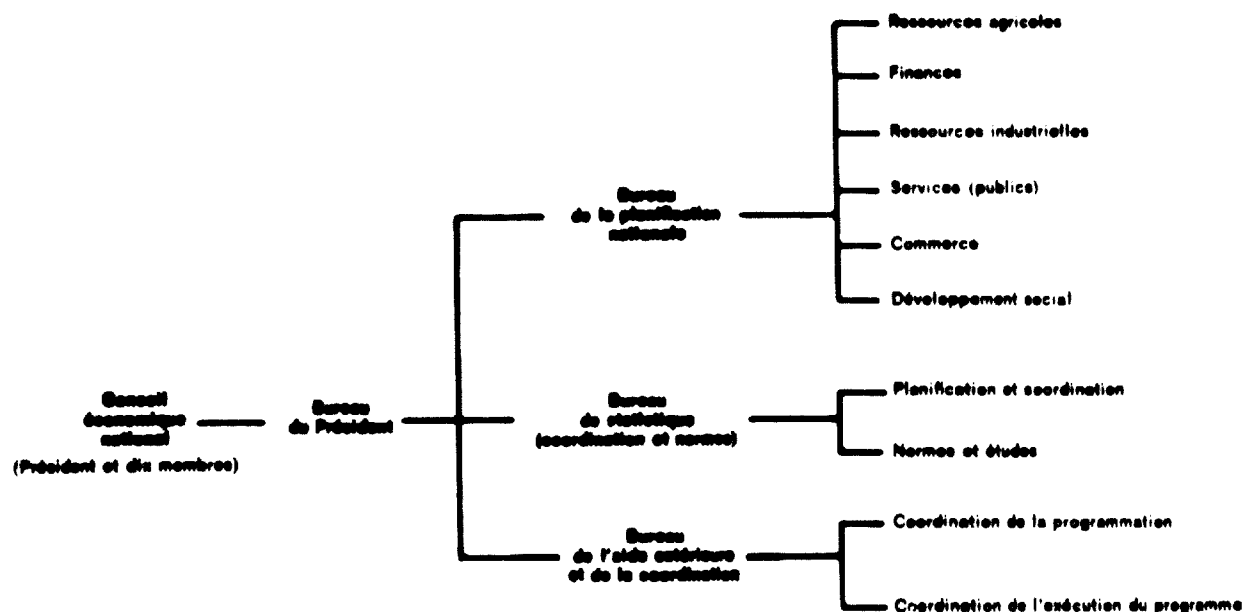 Conseil
économique
national
(Président et dix membres)
Bureau
du Président
Bureau
de la planification
nationale
Ressources agricoles
Finances
Ressources industrielles
Services (publics)
Commerce
Développement social
Bureau
de statistique
(coordination et normes)
Planification et coordination
Normes et études
Bureau
de l'aide extérieure
et de la coordination
Coordination de la programmation
Coordination de l'exécution du programme